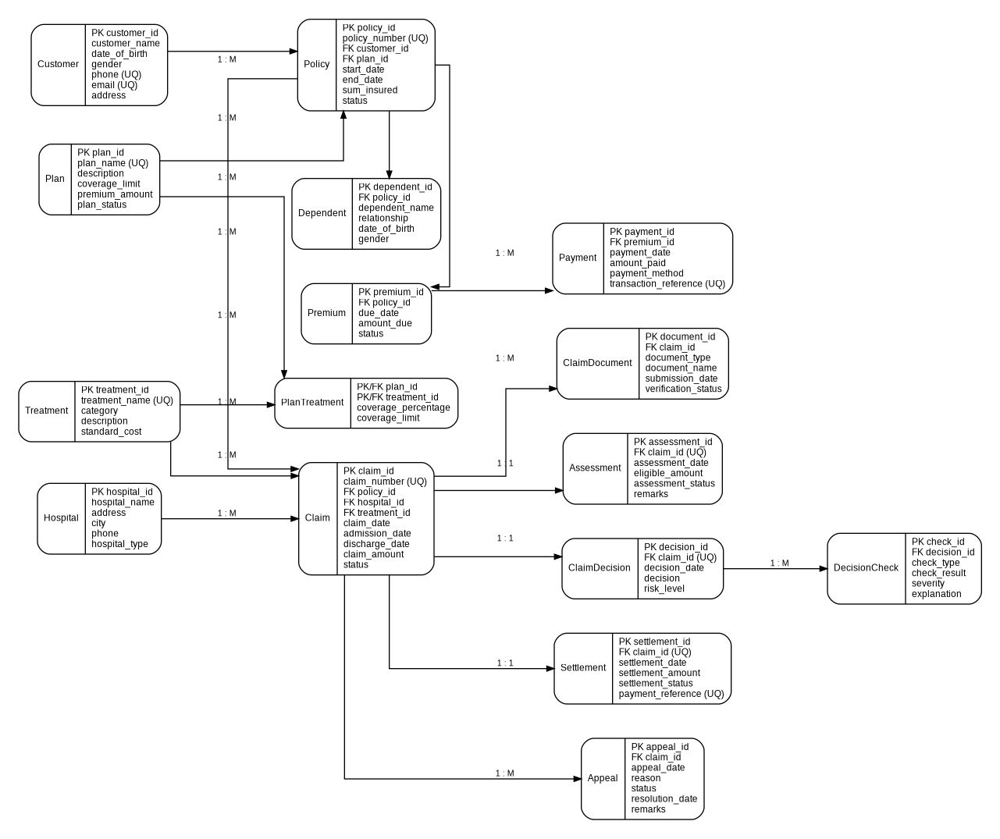 Customer
PK customer_id
customer_name
date_of_birth
gender
phone (UQ)
email (UQ)
address
1 : M
Policy
PK policy_id
policy_number (UQ)
FK customer_id
FK plan_id
start_date
end_date
sum_insured
status
1 : M
Plan
PK plan_id
plan_name (UQ)
description
coverage_limit
premium_amount
plan_status
1 : M
1 : M
Dependent
PK dependent_id
FK policy_id
dependent_name
relationship
date_of_birth
gender
1 : M
Payment
PK payment_id
FK premium_id
payment_date
amount_paid
payment_method
transaction_reference (UQ)
Premium
PK premium_id
FK policy_id
due_date
amount_due
status
1 : M
1 : M
ClaimDocument
PK document_id
FK claim_id
document_type
document_name
submission_date
verification_status
Treatment
PK treatment_id
treatment_name (UQ)
category
description
standard_cost
1 : M
PlanTreatment
PK/FK plan_id
PK/FK treatment_id
coverage_percentage
coverage_limit
1 : M
1 : 1
Assessment
PK assessment_id
FK claim_id (UQ)
assessment_date
eligible_amount
assessment_status
remarks
Hospital
PK hospital_id
hospital_name
address
city
phone
hospital_type
1 : M
Claim
PK claim_id
claim_number (UQ)
FK policy_id
FK hospital_id
FK treatment_id
claim_date
admission_date
discharge_date
claim_amount
status
1 : 1
ClaimDecision
PK decision_id
FK claim_id (UQ)
decision_date
decision
risk_level
1 : M
DecisionCheck
PK check_id
FK decision_id
check_type
check_result
severity
explanation
1 : 1
Settlement
PK settlement_id
FK claim_id (UQ)
settlement_date
settlement_amount
settlement_status
payment_reference (UQ)
1 : M
Appeal
PK appeal_id
FK claim_id
appeal_date
reason
status
resolution_date
remarks